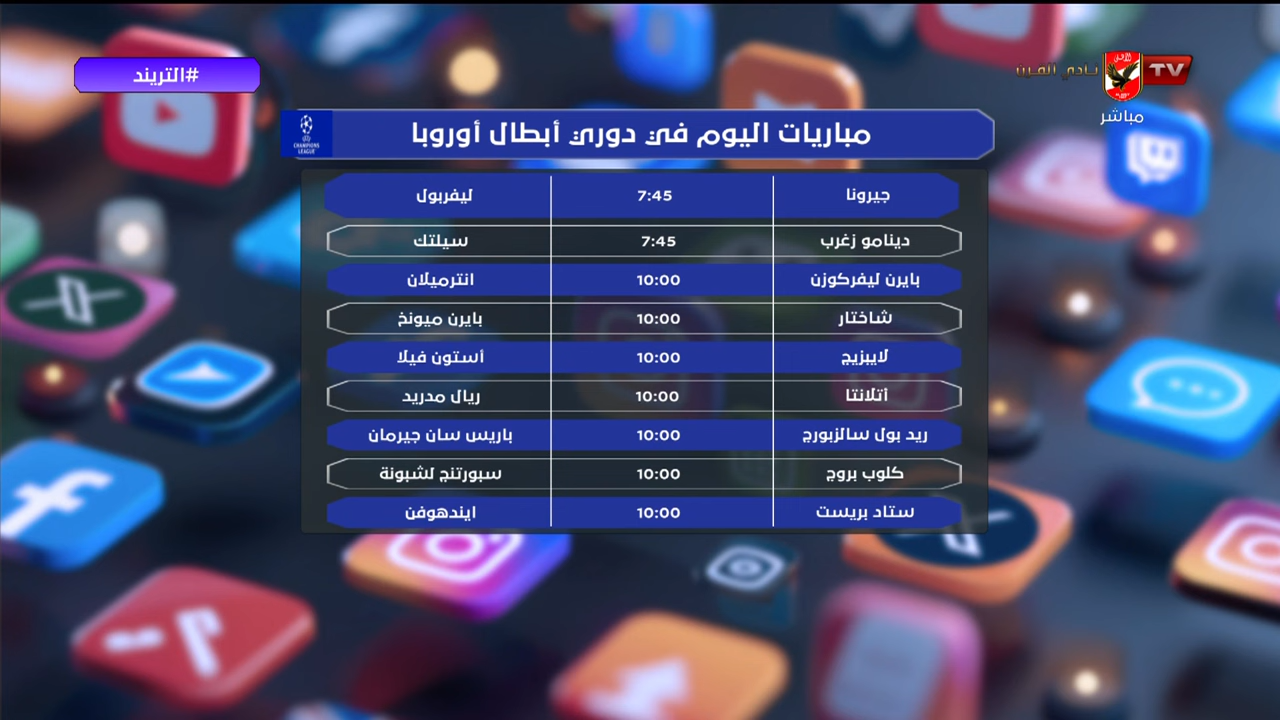 #التريند
نادي القرن
TV
مباشر
مباريات اليوم في دوري أبطال أوروبا
CHAMPIONS
LEAGUE
جيرونا 7:45 ليفربول
دينامو زغرب 7:45 سيلتك
بايرن ليفركوزن 10:00 انترميلان
شاختار 10:00 بايرن ميونخ
لايبزيج 10:00 أستون فيلا
أتلانتا 10:00 ريال مدريد
ريد بول سالزبورج 10:00 باريس سان جيرمان
كلوب بروج 10:00 سبورتنج لشبونة
ستاد بريست 10:00 ايندهوفن